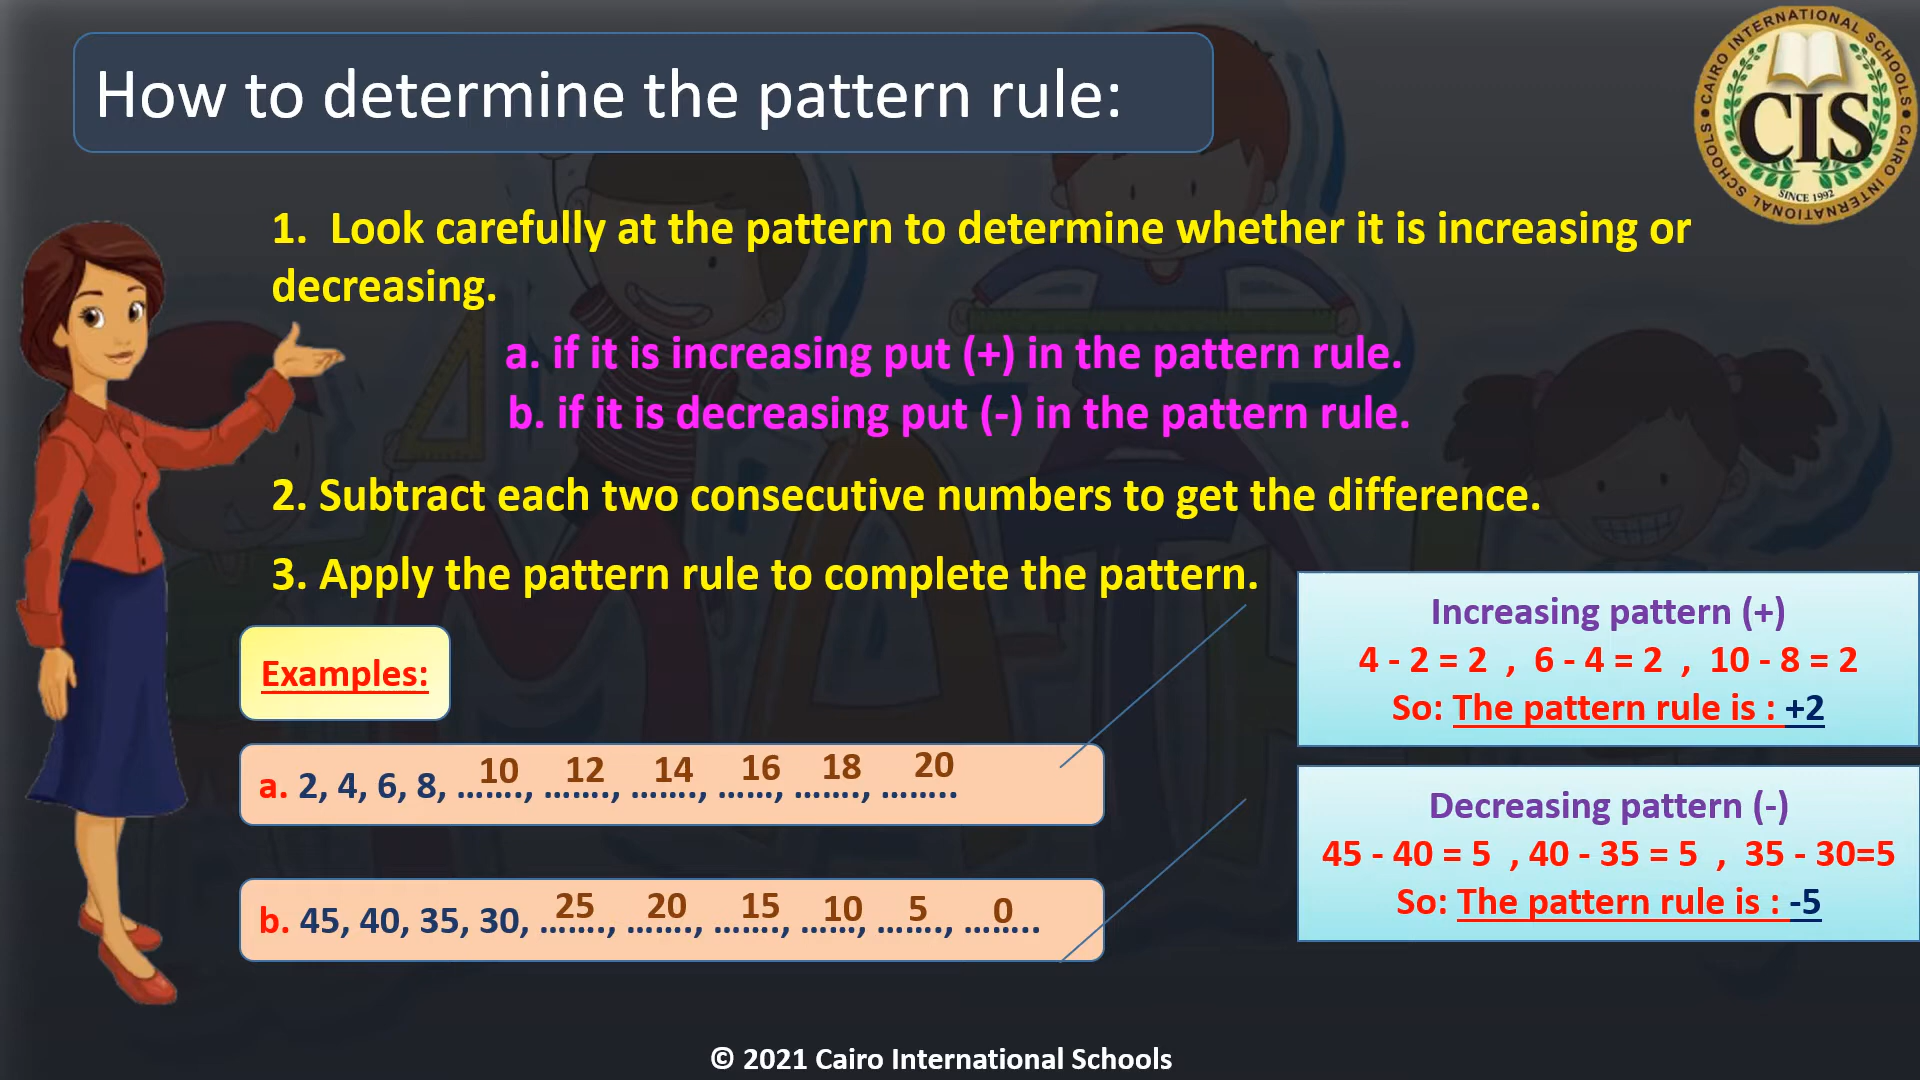 How to determine the pattern rule:
CAIRO INTERNATIONAL SCHOOLS • CAIRO INTERNATIONAL SCHOOLS •
CIS
SINCE 1992
1. Look carefully at the pattern to determine whether it is increasing or
decreasing.
a. if it is increasing put (+) in the pattern rule.
b. if it is decreasing put (-) in the pattern rule.
2. Subtract each two consecutive numbers to get the difference.
3. Apply the pattern rule to complete the pattern.
Examples:
a. 2, 4, 6, 8, 10, 12, 14, 16, 18, 20
b. 45, 40, 35, 30, 25, 20, 15, 10, 5, 0
Increasing pattern (+)
4 - 2 = 2 , 6 - 4 = 2 , 10 - 8 = 2
So: The pattern rule is : +2
Decreasing pattern (-)
45 - 40 = 5 , 40 - 35 = 5 , 35 - 30=5
So: The pattern rule is : -5
© 2021 Cairo International Schools